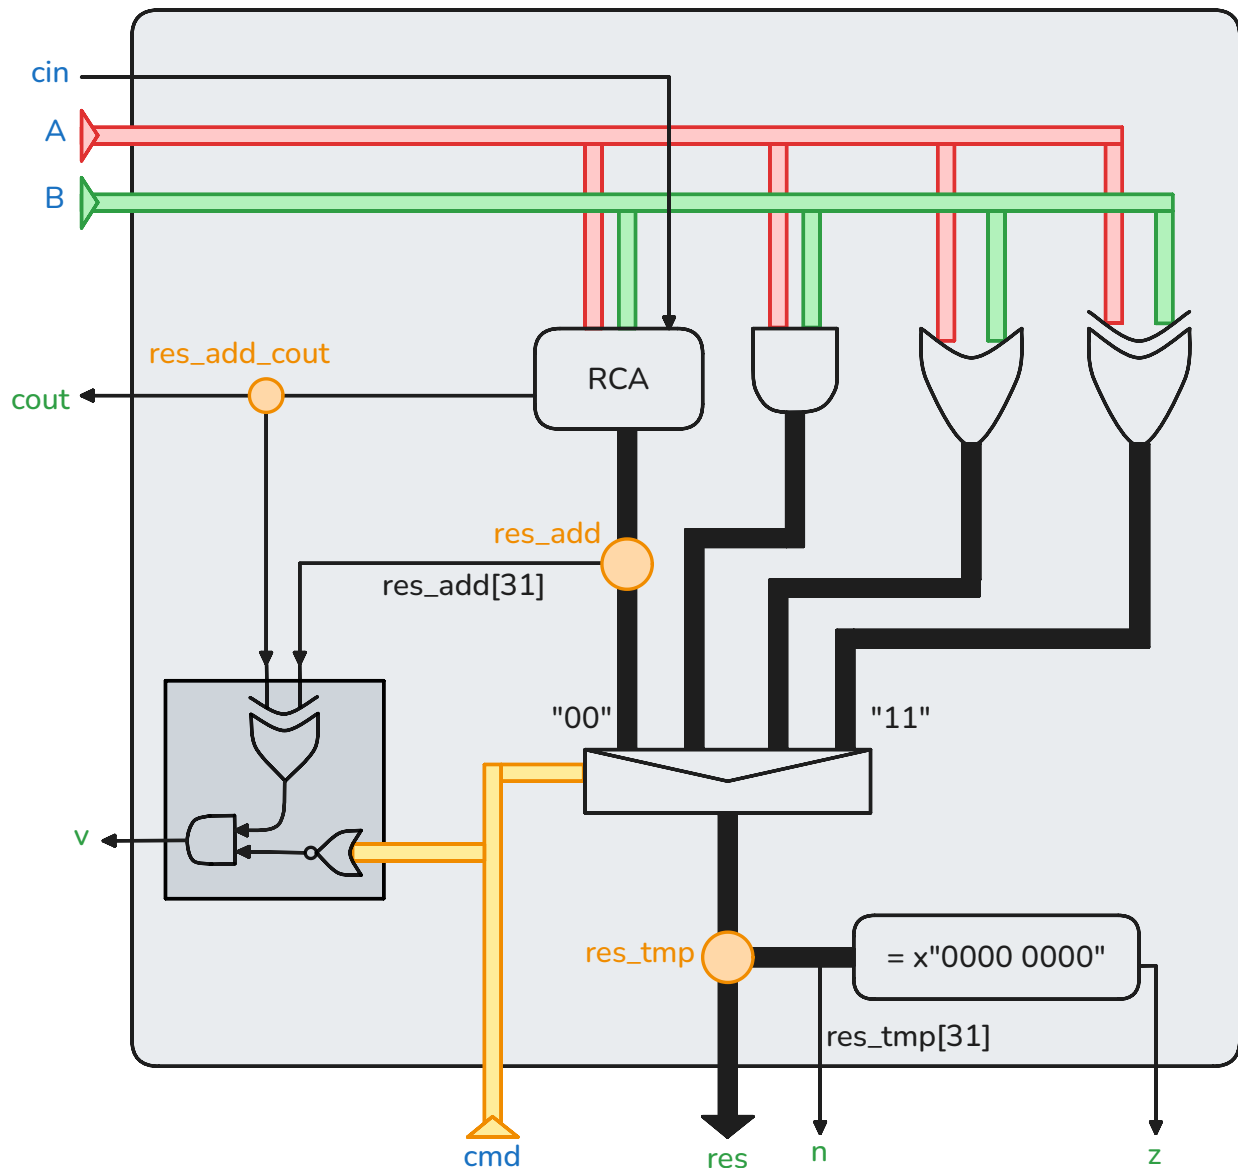 cin
A
B
res_add_cout
RCA
cout
res_add
res_add[31]
"00"
"11"
v
res_tmp
= x"0000 0000"
res_tmp[31]
cmd
res
n
z